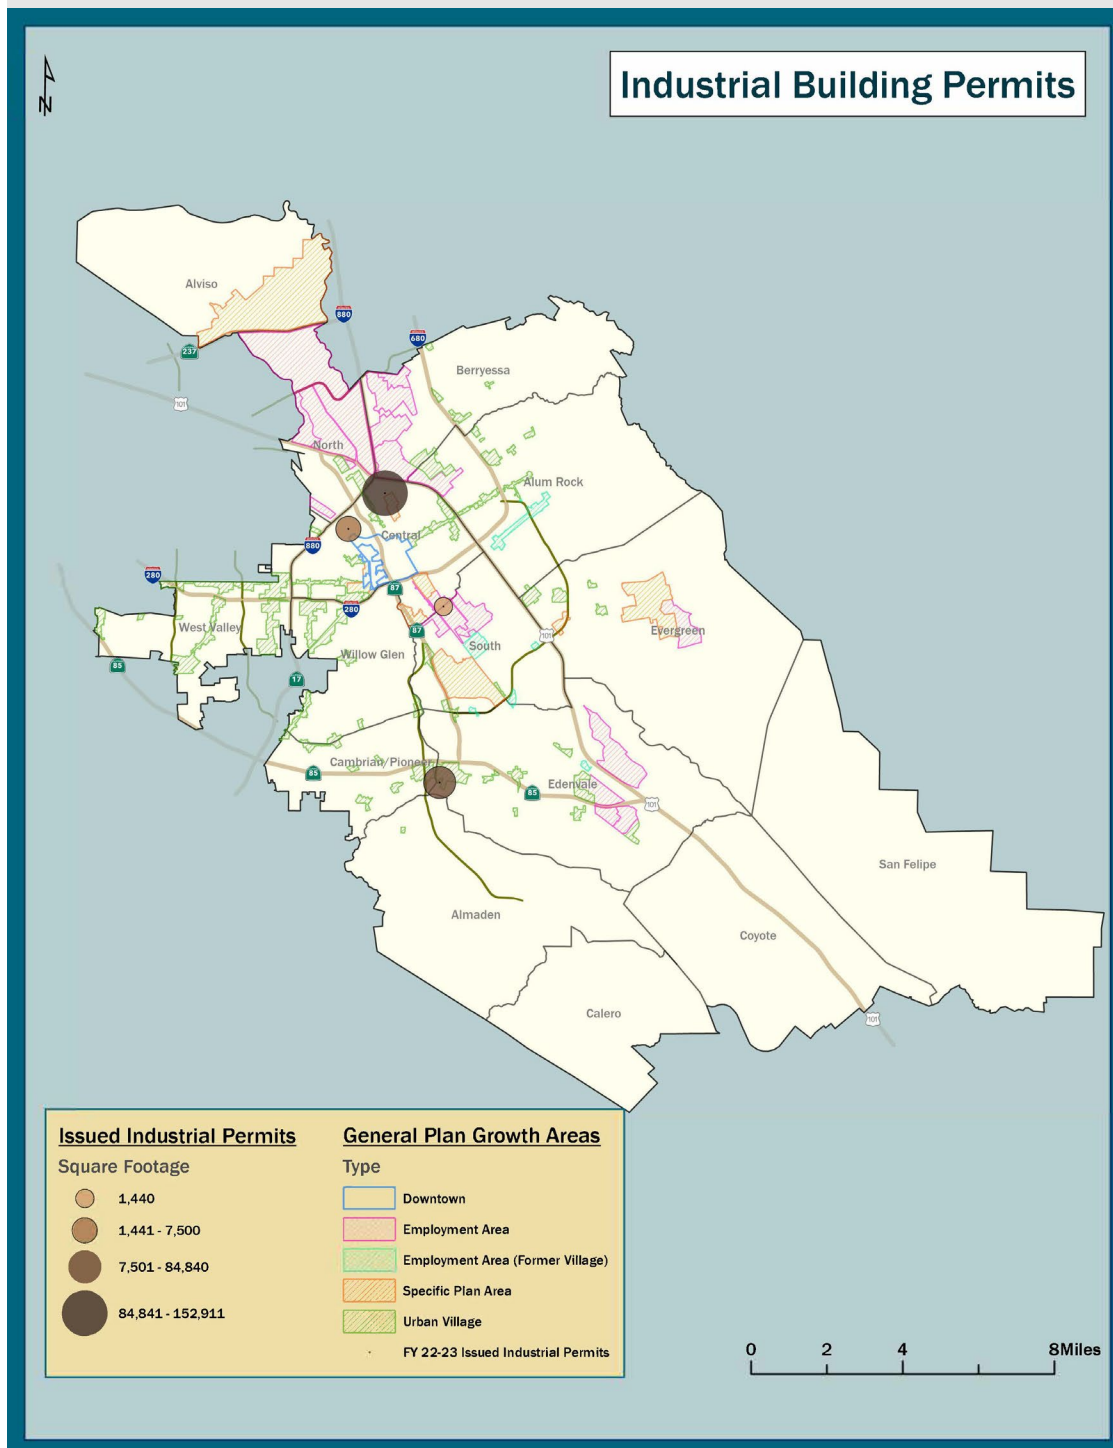 N
Industrial Building Permits
Alviso
880
237
680
101
Berryessa
North
Alum Rock
Central
880
280
87
280
West Valley
87
101
Evergreen
South
Willow Glen
85
17
Cambrian/Pioneer
85
Edenvale
85
101
San Felipe
Almaden
Coyote
Calero
101
Issued Industrial Permits
Square Footage
1,440
1,441 - 7,500
7,501 - 84,840
84,841 - 152,911
General Plan Growth Areas
Type
Downtown
Employment Area
Employment Area (Former Village)
Specific Plan Area
Urban Village
FY 22-23 Issued Industrial Permits
0 2 4 8Miles